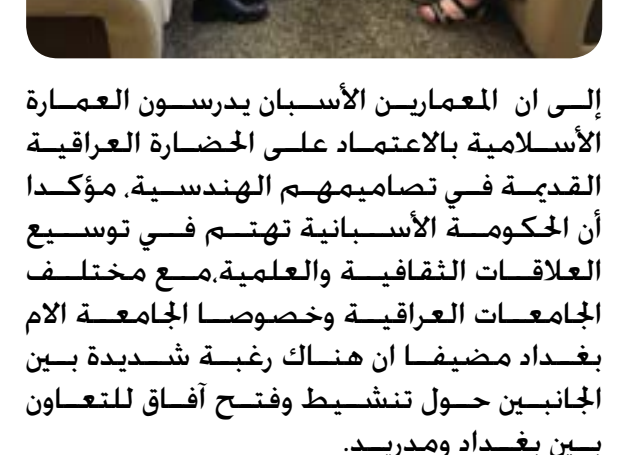 إلى ان المعمارين الأسبان يدرسون العمارة
الأسلامية بالاعتماد على الحضارة العراقية
القديمة في تصاميمهم الهندسية، مؤكدا
أن الحكومة الأسبانية تهتم في توسيع
العلاقات الثقافية والعلمية،مع مختلف
الجامعات العراقية وخصوصا الجامعة الام
بغداد مضيفا ان هناك رغبة شديدة بين
الجانبين حول تنشيط وفتح آفاق للتعاون
بين بغداد ومدريد.